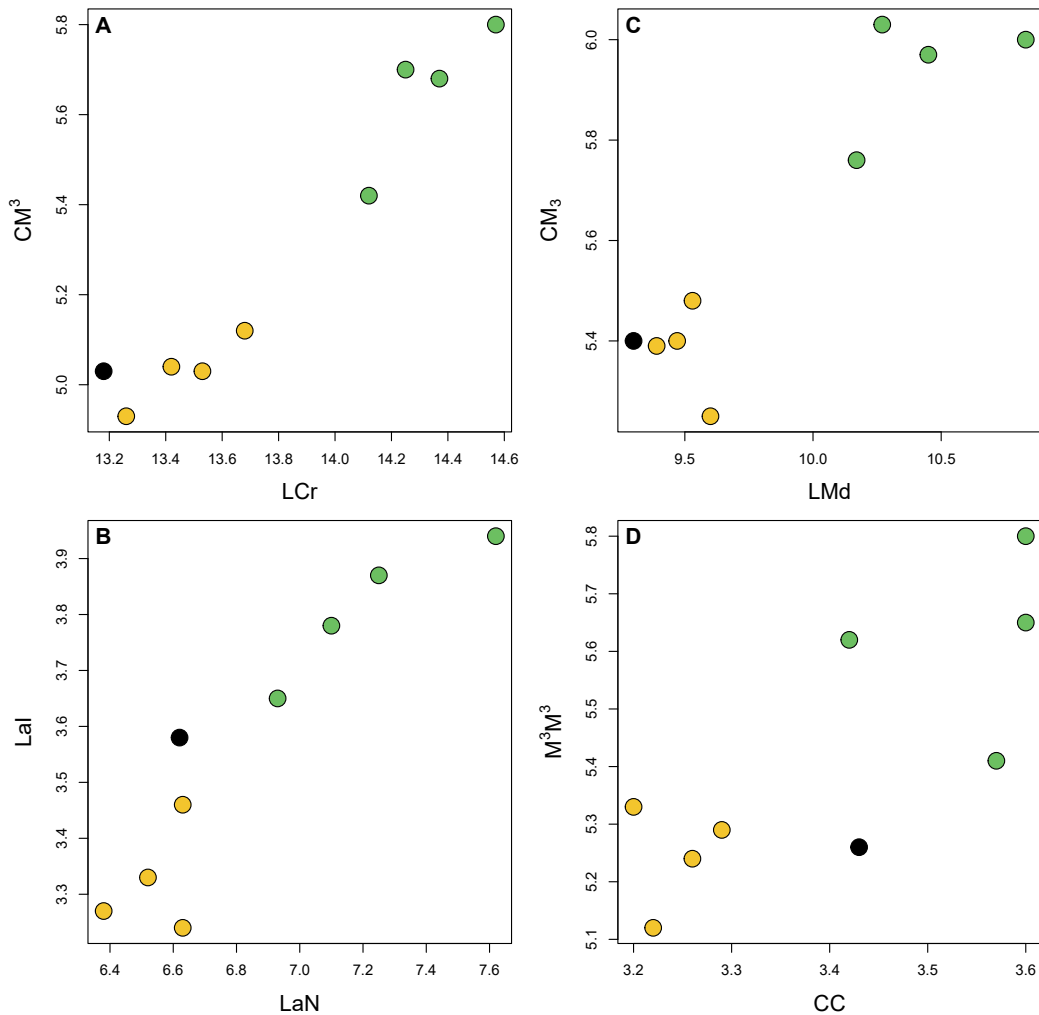 A
CM³
5.8
5.6
5.4
5.2
5.0
13.2 13.4 13.6 13.8 14.0 14.2 14.4 14.6
LCr
C
CM₃
6.0
5.8
5.6
5.4
9.5 10.0 10.5
LMd
B
LaI
3.9
3.8
3.7
3.6
3.5
3.4
3.3
6.4 6.6 6.8 7.0 7.2 7.4 7.6
LaN
D
M³M³
5.8
5.7
5.6
5.5
5.4
5.3
5.2
5.1
3.2 3.3 3.4 3.5 3.6
CC